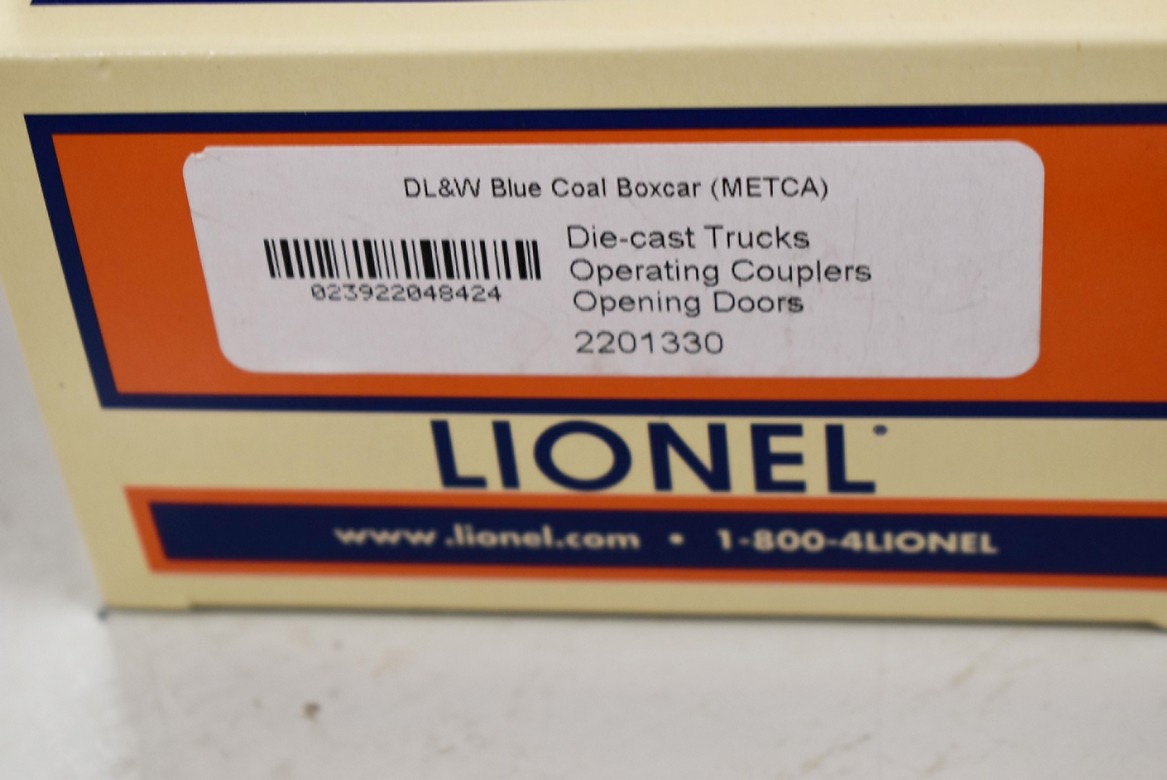 DL&W Blue Coal Boxcar (METCA)
Die-cast Trucks
Operating Couplers
Opening Doors
023922048424
2201330
LIONEL
www.lionel.com • 1-800-4LIONEL